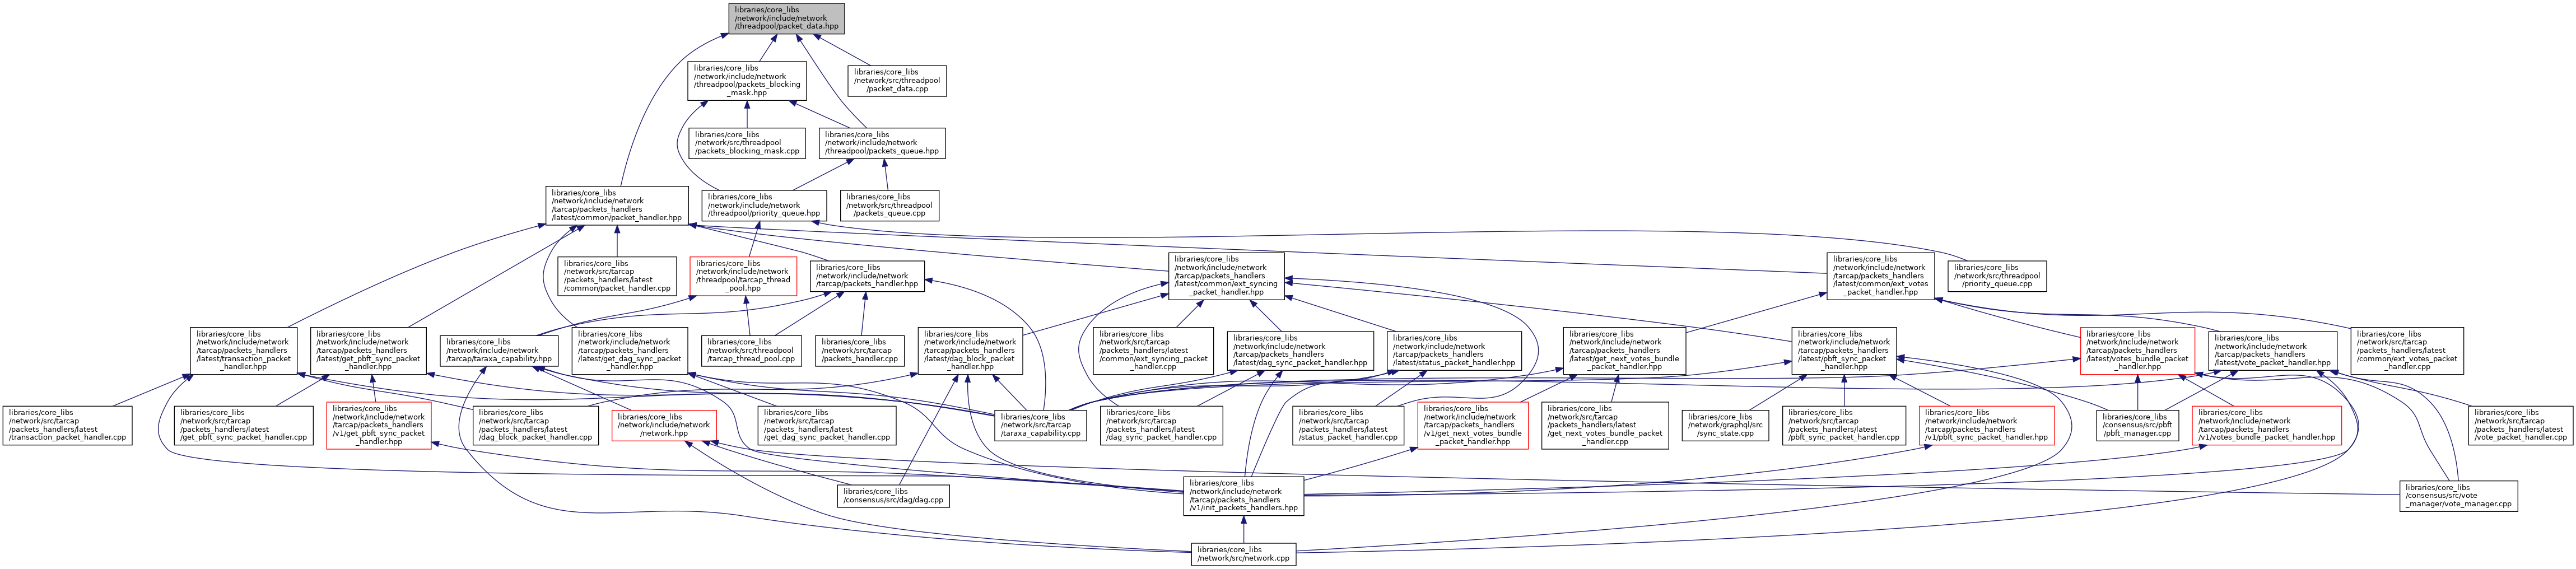 libraries/core_libs
/network/include/network
/threadpool/packet_data.hpp
libraries/core_libs
/network/include/network
/threadpool/packets_blocking
_mask.hpp
libraries/core_libs
/network/src/threadpool
/packet_data.cpp
libraries/core_libs
/network/src/threadpool
/packets_blocking_mask.cpp
libraries/core_libs
/network/include/network
/threadpool/packets_queue.hpp
libraries/core_libs
/network/include/network
/tarcap/packets_handlers
/latest/common/packet_handler.hpp
libraries/core_libs
/network/include/network
/threadpool/priority_queue.hpp
libraries/core_libs
/network/src/threadpool
/packets_queue.cpp
libraries/core_libs
/network/src/tarcap
/packets_handlers/latest
/common/packet_handler.cpp
libraries/core_libs
/network/include/network
/threadpool/tarcap_thread
_pool.hpp
libraries/core_libs
/network/include/network
/tarcap/packets_handler.hpp
libraries/core_libs
/network/include/network
/tarcap/packets_handlers
/latest/common/ext_syncing
_packet_handler.hpp
libraries/core_libs
/network/include/network
/tarcap/packets_handlers
/latest/common/ext_votes
_packet_handler.hpp
libraries/core_libs
/network/src/threadpool
/priority_queue.cpp
libraries/core_libs
/network/include/network
/tarcap/packets_handlers
/latest/transaction_packet
_handler.hpp
libraries/core_libs
/network/include/network
/tarcap/packets_handlers
/latest/get_pbft_sync_packet
_handler.hpp
libraries/core_libs
/network/include/network
/tarcap/taraxa_capability.hpp
libraries/core_libs
/network/include/network
/tarcap/packets_handlers
/latest/get_dag_sync_packet
_handler.hpp
libraries/core_libs
/network/src/threadpool
/tarcap_thread_pool.cpp
libraries/core_libs
/network/src/tarcap
/packets_handler.cpp
libraries/core_libs
/network/include/network
/tarcap/packets_handlers
/latest/dag_block_packet
_handler.hpp
libraries/core_libs
/network/src/tarcap
/packets_handlers/latest
/common/ext_syncing_packet
_handler.cpp
libraries/core_libs
/network/include/network
/tarcap/packets_handlers
/latest/dag_sync_packet_handler.hpp
libraries/core_libs
/network/include/network
/tarcap/packets_handlers
/latest/status_packet_handler.hpp
libraries/core_libs
/network/include/network
/tarcap/packets_handlers
/latest/get_next_votes_bundle
_packet_handler.hpp
libraries/core_libs
/network/include/network
/tarcap/packets_handlers
/latest/pbft_sync_packet
_handler.hpp
libraries/core_libs
/network/include/network
/tarcap/packets_handlers
/latest/votes_bundle_packet
_handler.hpp
libraries/core_libs
/network/include/network
/tarcap/packets_handlers
/latest/vote_packet_handler.hpp
libraries/core_libs
/network/src/tarcap
/packets_handlers/latest
/common/ext_votes_packet
_handler.cpp
libraries/core_libs
/network/src/tarcap
/packets_handlers/latest
/transaction_packet_handler.cpp
libraries/core_libs
/network/src/tarcap
/packets_handlers/latest
/get_pbft_sync_packet_handler.cpp
libraries/core_libs
/network/include/network
/tarcap/packets_handlers
/v1/get_pbft_sync_packet
_handler.hpp
libraries/core_libs
/network/src/tarcap
/packets_handlers/latest
/dag_block_packet_handler.cpp
libraries/core_libs
/network/include/network
/network.hpp
libraries/core_libs
/network/src/tarcap
/packets_handlers/latest
/get_dag_sync_packet_handler.cpp
libraries/core_libs
/network/src/tarcap
/taraxa_capability.cpp
libraries/core_libs
/network/src/tarcap
/packets_handlers/latest
/dag_sync_packet_handler.cpp
libraries/core_libs
/network/src/tarcap
/packets_handlers/latest
/status_packet_handler.cpp
libraries/core_libs
/network/include/network
/tarcap/packets_handlers
/v1/get_next_votes_bundle
_packet_handler.hpp
libraries/core_libs
/network/src/tarcap
/packets_handlers/latest
/get_next_votes_bundle_packet
_handler.cpp
libraries/core_libs
/network/graphql/src
/sync_state.cpp
libraries/core_libs
/network/src/tarcap
/packets_handlers/latest
/pbft_sync_packet_handler.cpp
libraries/core_libs
/network/include/network
/tarcap/packets_handlers
/v1/pbft_sync_packet_handler.hpp
libraries/core_libs
/consensus/src/pbft
/pbft_manager.cpp
libraries/core_libs
/network/include/network
/tarcap/packets_handlers
/v1/votes_bundle_packet_handler.hpp
libraries/core_libs
/network/src/tarcap
/packets_handlers/latest
/vote_packet_handler.cpp
libraries/core_libs
/consensus/src/dag/dag.cpp
libraries/core_libs
/network/include/network
/tarcap/packets_handlers
/v1/init_packets_handlers.hpp
libraries/core_libs
/consensus/src/vote
_manager/vote_manager.cpp
libraries/core_libs
/network/src/network.cpp